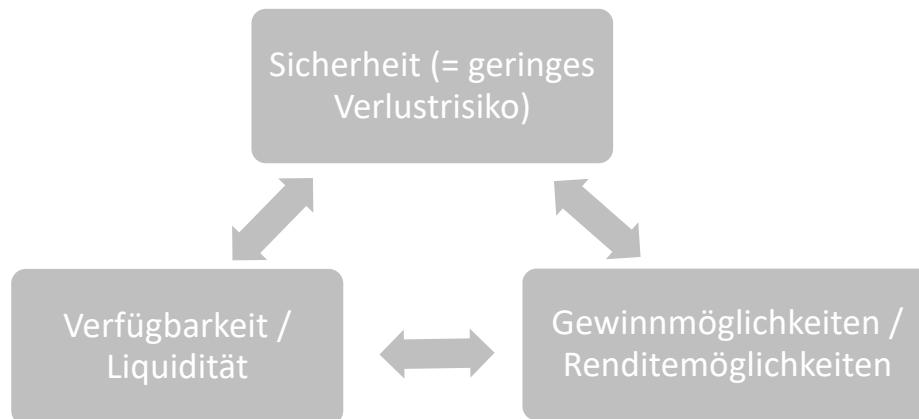 Sicherheit (= geringes
Verlustrisiko)
Verfügbarkeit /
Liquidität
Gewinnmöglichkeiten /
Renditemöglichkeiten